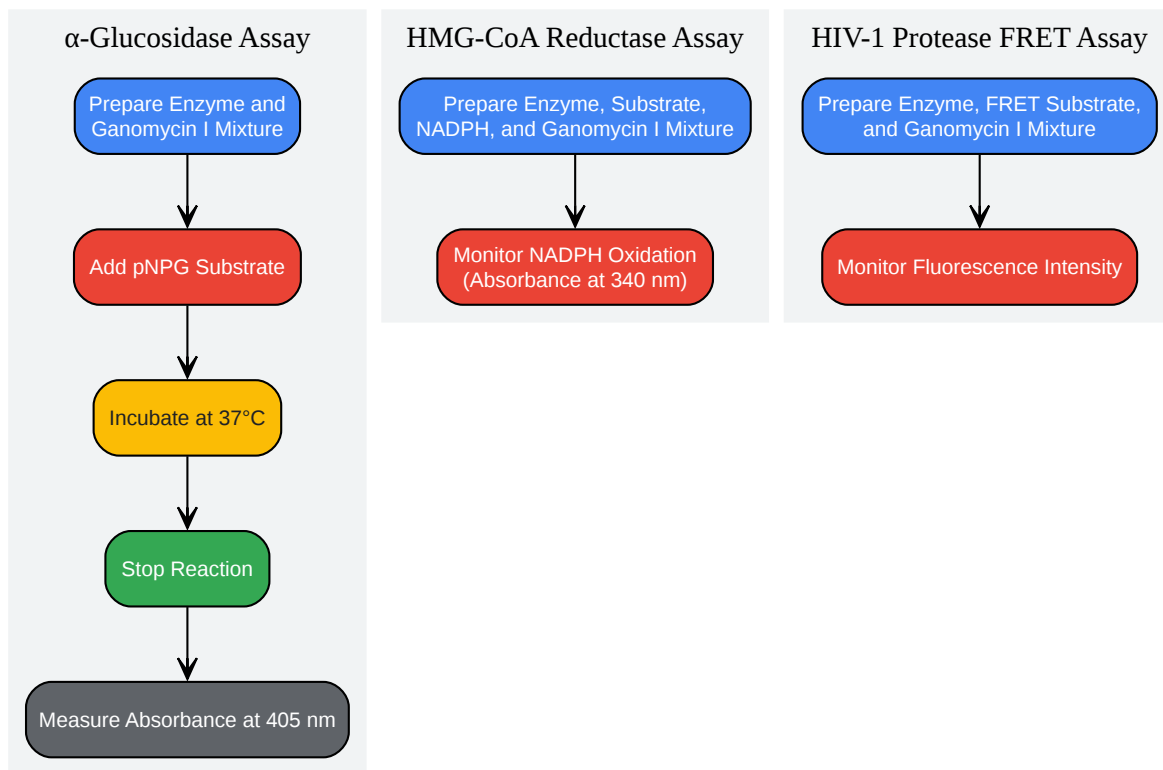 α-Glucosidase Assay
Prepare Enzyme and
Ganomycin I Mixture
Add pNPG Substrate
Incubate at 37°C
Stop Reaction
Measure Absorbance at 405 nm
HMG-CoA Reductase Assay
Prepare Enzyme, Substrate,
NADPH, and Ganomycin I Mixture
Monitor NADPH Oxidation
(Absorbance at 340 nm)
HIV-1 Protease FRET Assay
Prepare Enzyme, FRET Substrate,
and Ganomycin I Mixture
Monitor Fluorescence Intensity